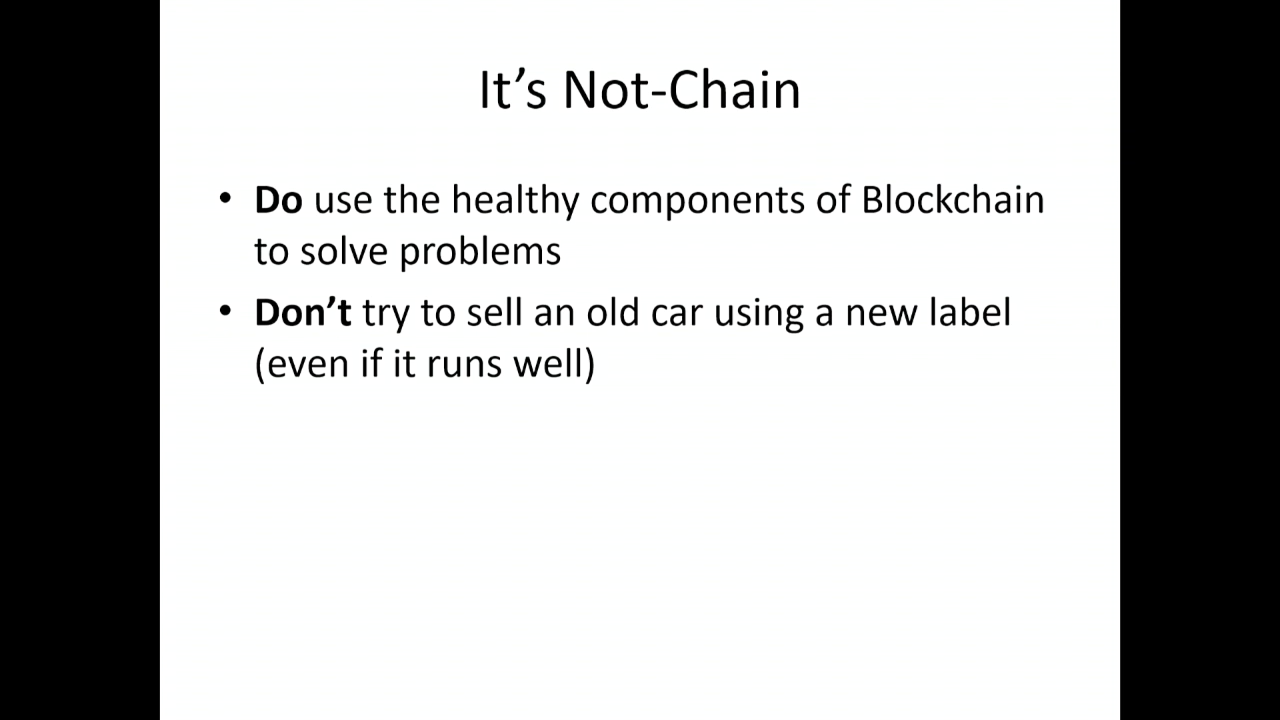 It’s Not-Chain
• Do use the healthy components of Blockchain
to solve problems
• Don’t try to sell an old car using a new label
(even if it runs well)